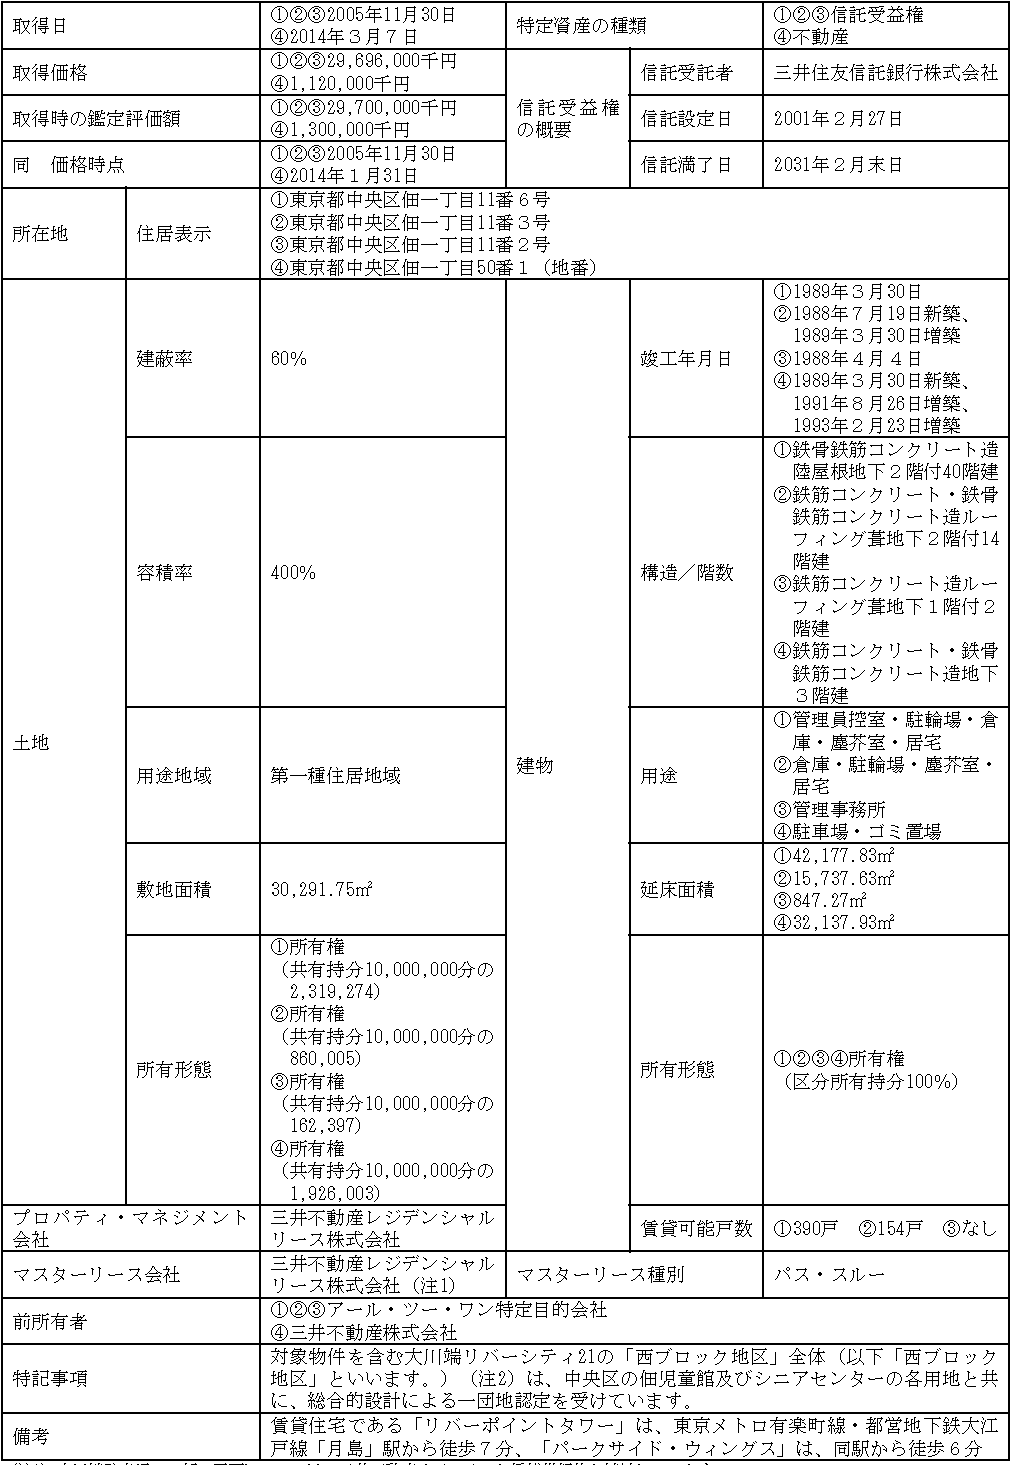 取得日
①②③2005年11月30日
④2014年３月７日
特定資産の種類
①②③信託受益権
④不動産
取得価格
①②③29,696,000千円
④1,120,000千円
信託受益権
の概要
信託受託者
三井住友信託銀行株式会社
取得時の鑑定評価額
①②③29,700,000千円
④1,300,000千円
信託設定日
2001年２月27日
同　価格時点
①②③2005年11月30日
④2014年１月31日
信託満了日
2031年２月末日
所在地
住居表示
①東京都中央区佃一丁目11番６号
②東京都中央区佃一丁目11番３号
③東京都中央区佃一丁目11番２号
④東京都中央区佃一丁目50番１（地番）
土地
建蔽率
60％
建物
竣工年月日
①1989年３月30日
②1988年７月19日新築、
1989年３月30日増築
③1988年４月４日
④1989年３月30日新築、
1991年８月26日増築、
1993年２月23日増築
容積率
400％
構造／階数
①鉄骨鉄筋コンクリート造
陸屋根地下２階付40階建
②鉄筋コンクリート・鉄骨
鉄筋コンクリート造ルー
フィング葺地下２階付14
階建
③鉄筋コンクリート造ルー
フィング葺地下１階付２
階建
④鉄筋コンクリート・鉄骨
鉄筋コンクリート造地下
３階建
用途地域
第一種住居地域
用途
①管理員控室・駐輪場・倉
庫・塵芥室・居宅
②倉庫・駐輪場・塵芥室・
居宅
③管理事務所
④駐車場・ゴミ置場
敷地面積
30,291.75㎡
延床面積
①42,177.83㎡
②15,737.63㎡
③847.27㎡
④32,137.93㎡
所有形態
①所有権
（共有持分10,000,000分の
2,319,274）
②所有権
（共有持分10,000,000分の
860,005）
③所有権
（共有持分10,000,000分の
162,397）
④所有権
（共有持分10,000,000分の
1,926,003）
所有形態
①②③④所有権
（区分所有持分100％）
プロパティ・マネジメント
会社
三井不動産レジデンシャル
リース株式会社
賃貸可能戸数
①390戸　②154戸　③なし
マスターリース会社
三井不動産レジデンシャル
リース株式会社（注1）
マスターリース種別
パス・スルー
前所有者
①②③アール・ツー・ワン特定目的会社
④三井不動産株式会社
特記事項
対象物件を含む大川端リバーシティ21の「西ブロック地区」全体（以下「西ブロック
地区」といいます。）（注2）は、中央区の佃児童館及びシニアセンターの各用地と共
に、総合的設計による一団地認定を受けています。
備考
賃貸住宅である「リバーポイントタワー」は、東京メトロ有楽町線・都営地下鉄大江
戸線「月島」駅から徒歩７分、「パークサイド・ウィングス」は、同駅から徒歩６分